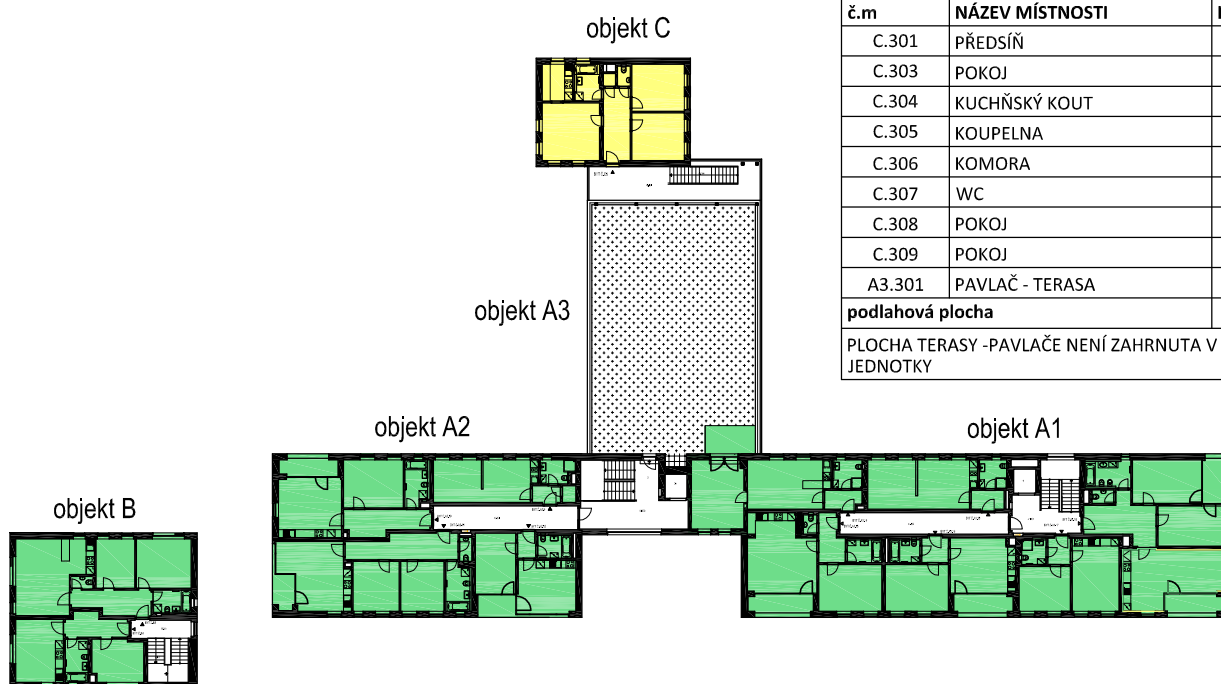 objekt C
č.m NÁZEV MÍSTNOSTI
C.301 PŘEDSÍŇ
C.303 POKOJ
C.304 KUCHŇSKÝ KOUT
C.305 KOUPELNA
C.306 KOMORA
C.307 WC
C.308 POKOJ
C.309 POKOJ
A3.301 PAVLAČ - TERASA
podlahová plocha
PLOCHA TERASY -PAVLAČE NENÍ ZAHRNUTA V
JEDNOTKY
objekt A3
objekt A2
objekt A1
objekt B